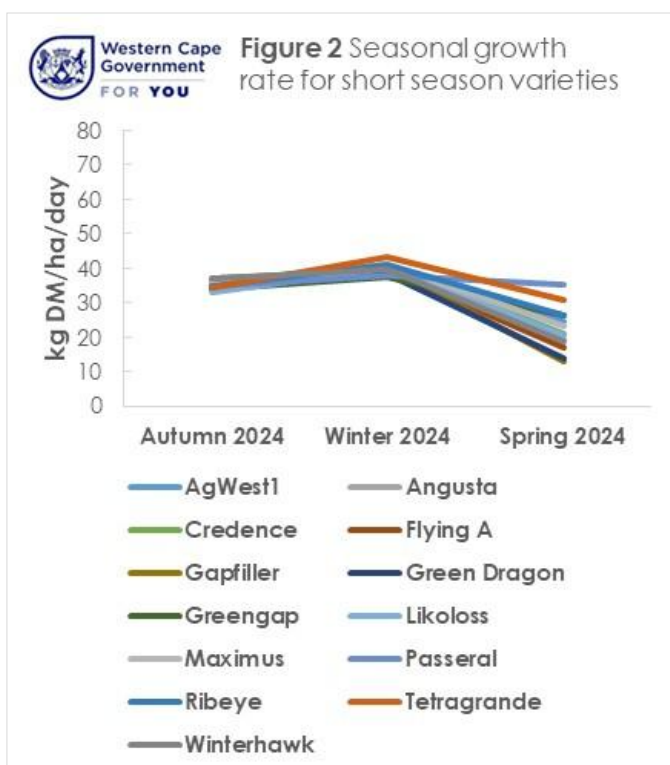 Western Cape
Government
FOR YOU
Figure 2 Seasonal growth
rate for short season varieties
kg DM/ha/day
80
70
60
50
40
30
20
10
0
Autumn 2024 Winter 2024 Spring 2024
AgWest1 Angusta
Credence Flying A
Gapfiller Green Dragon
Greengap Likoloss
Maximus Passeral
Ribeye Tetragrande
Winterhawk